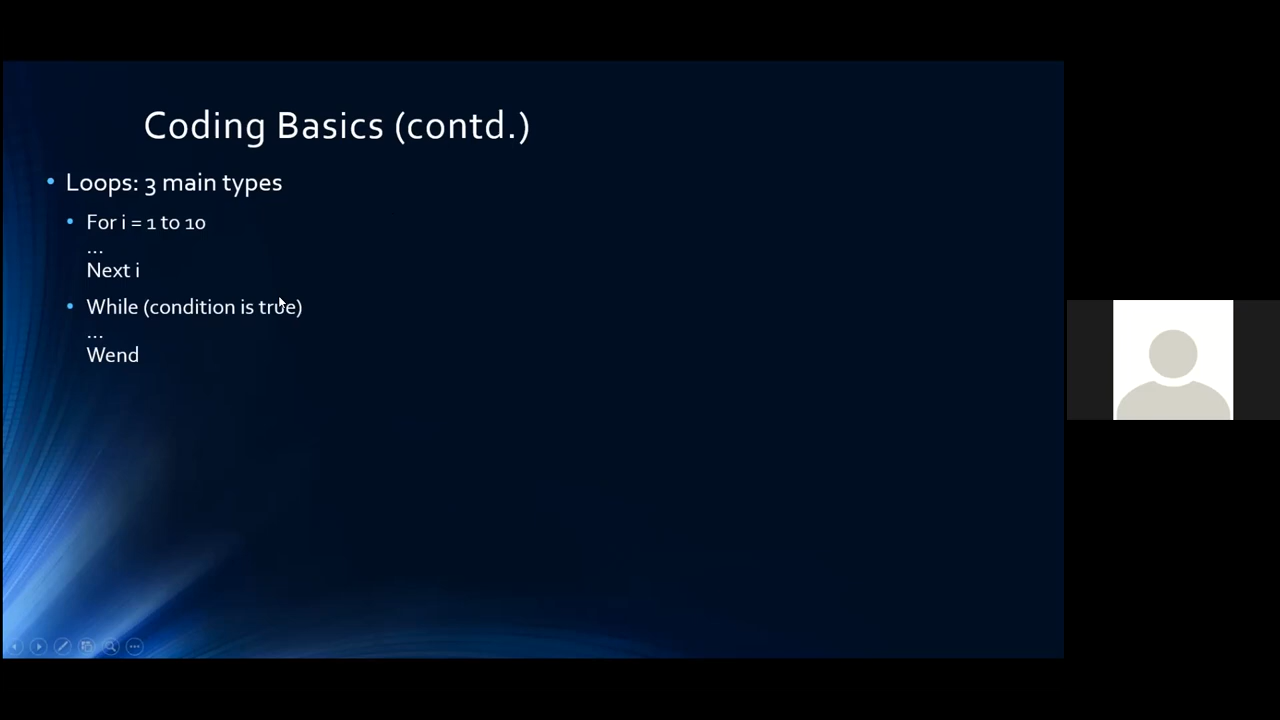 Coding Basics (contd.)
Loops: 3 main types
For i = 1 to 10
...
Next i
While (condition is true)
...
Wend